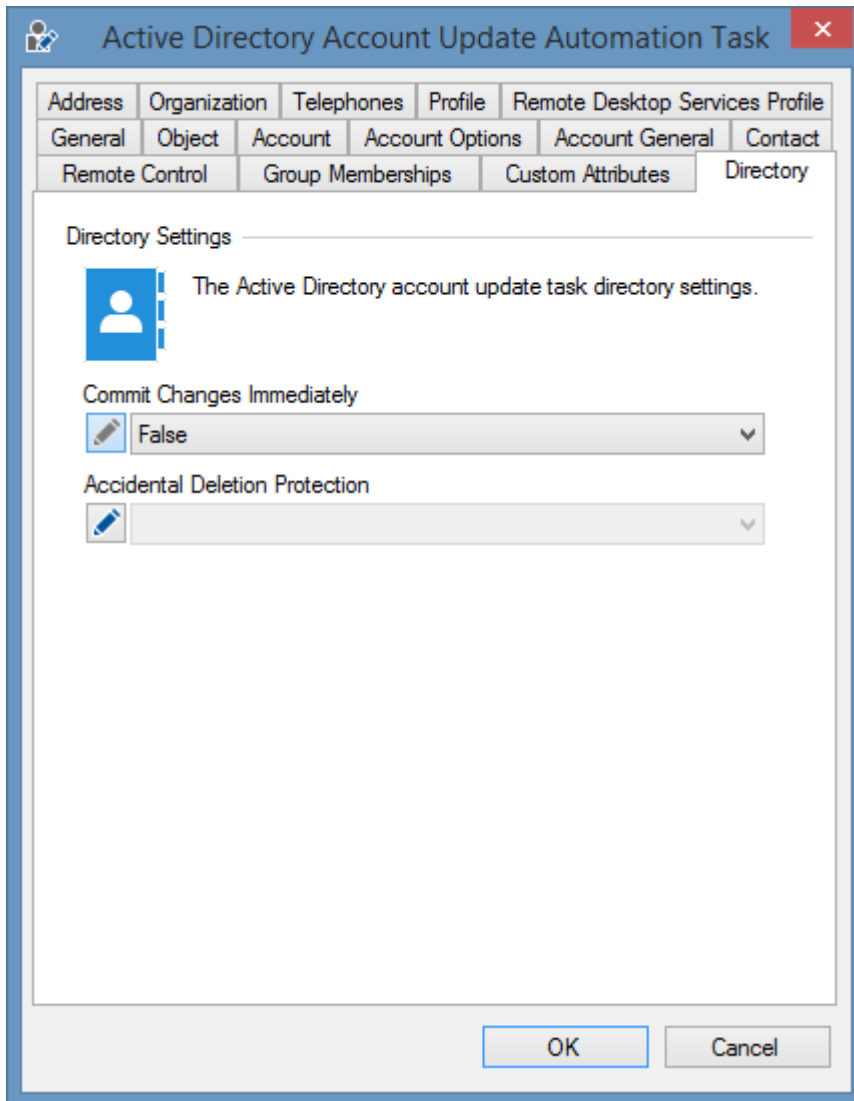 Active Directory Account Update Automation Task
Address Organization Telephones Profile Remote Desktop Services Profile
General Object Account Account Options Account General Contact
Remote Control Group Memberships Custom Attributes Directory
Directory Settings
The Active Directory account update task directory settings.
Commit Changes Immediately
False
Accidental Deletion Protection
OK Cancel